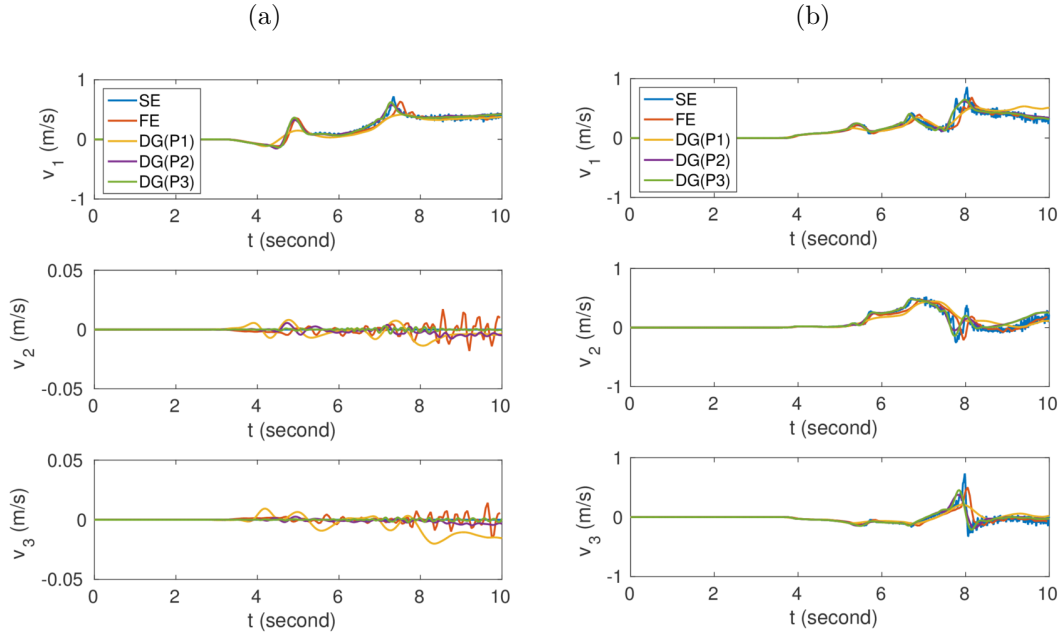 (a)
1
0
-1
v1 (m/s)
SE
FE
DG(P1)
DG(P2)
DG(P3)
0 2 4 6 8 10
t (second)
0.05
0
-0.05
v2 (m/s)
0 2 4 6 8 10
t (second)
0.05
0
-0.05
v3 (m/s)
0 2 4 6 8 10
t (second)
(b)
1
0
-1
v1 (m/s)
SE
FE
DG(P1)
DG(P2)
DG(P3)
0 2 4 6 8 10
t (second)
1
0
-1
v2 (m/s)
0 2 4 6 8 10
t (second)
1
0
-1
v3 (m/s)
0 2 4 6 8 10
t (second)